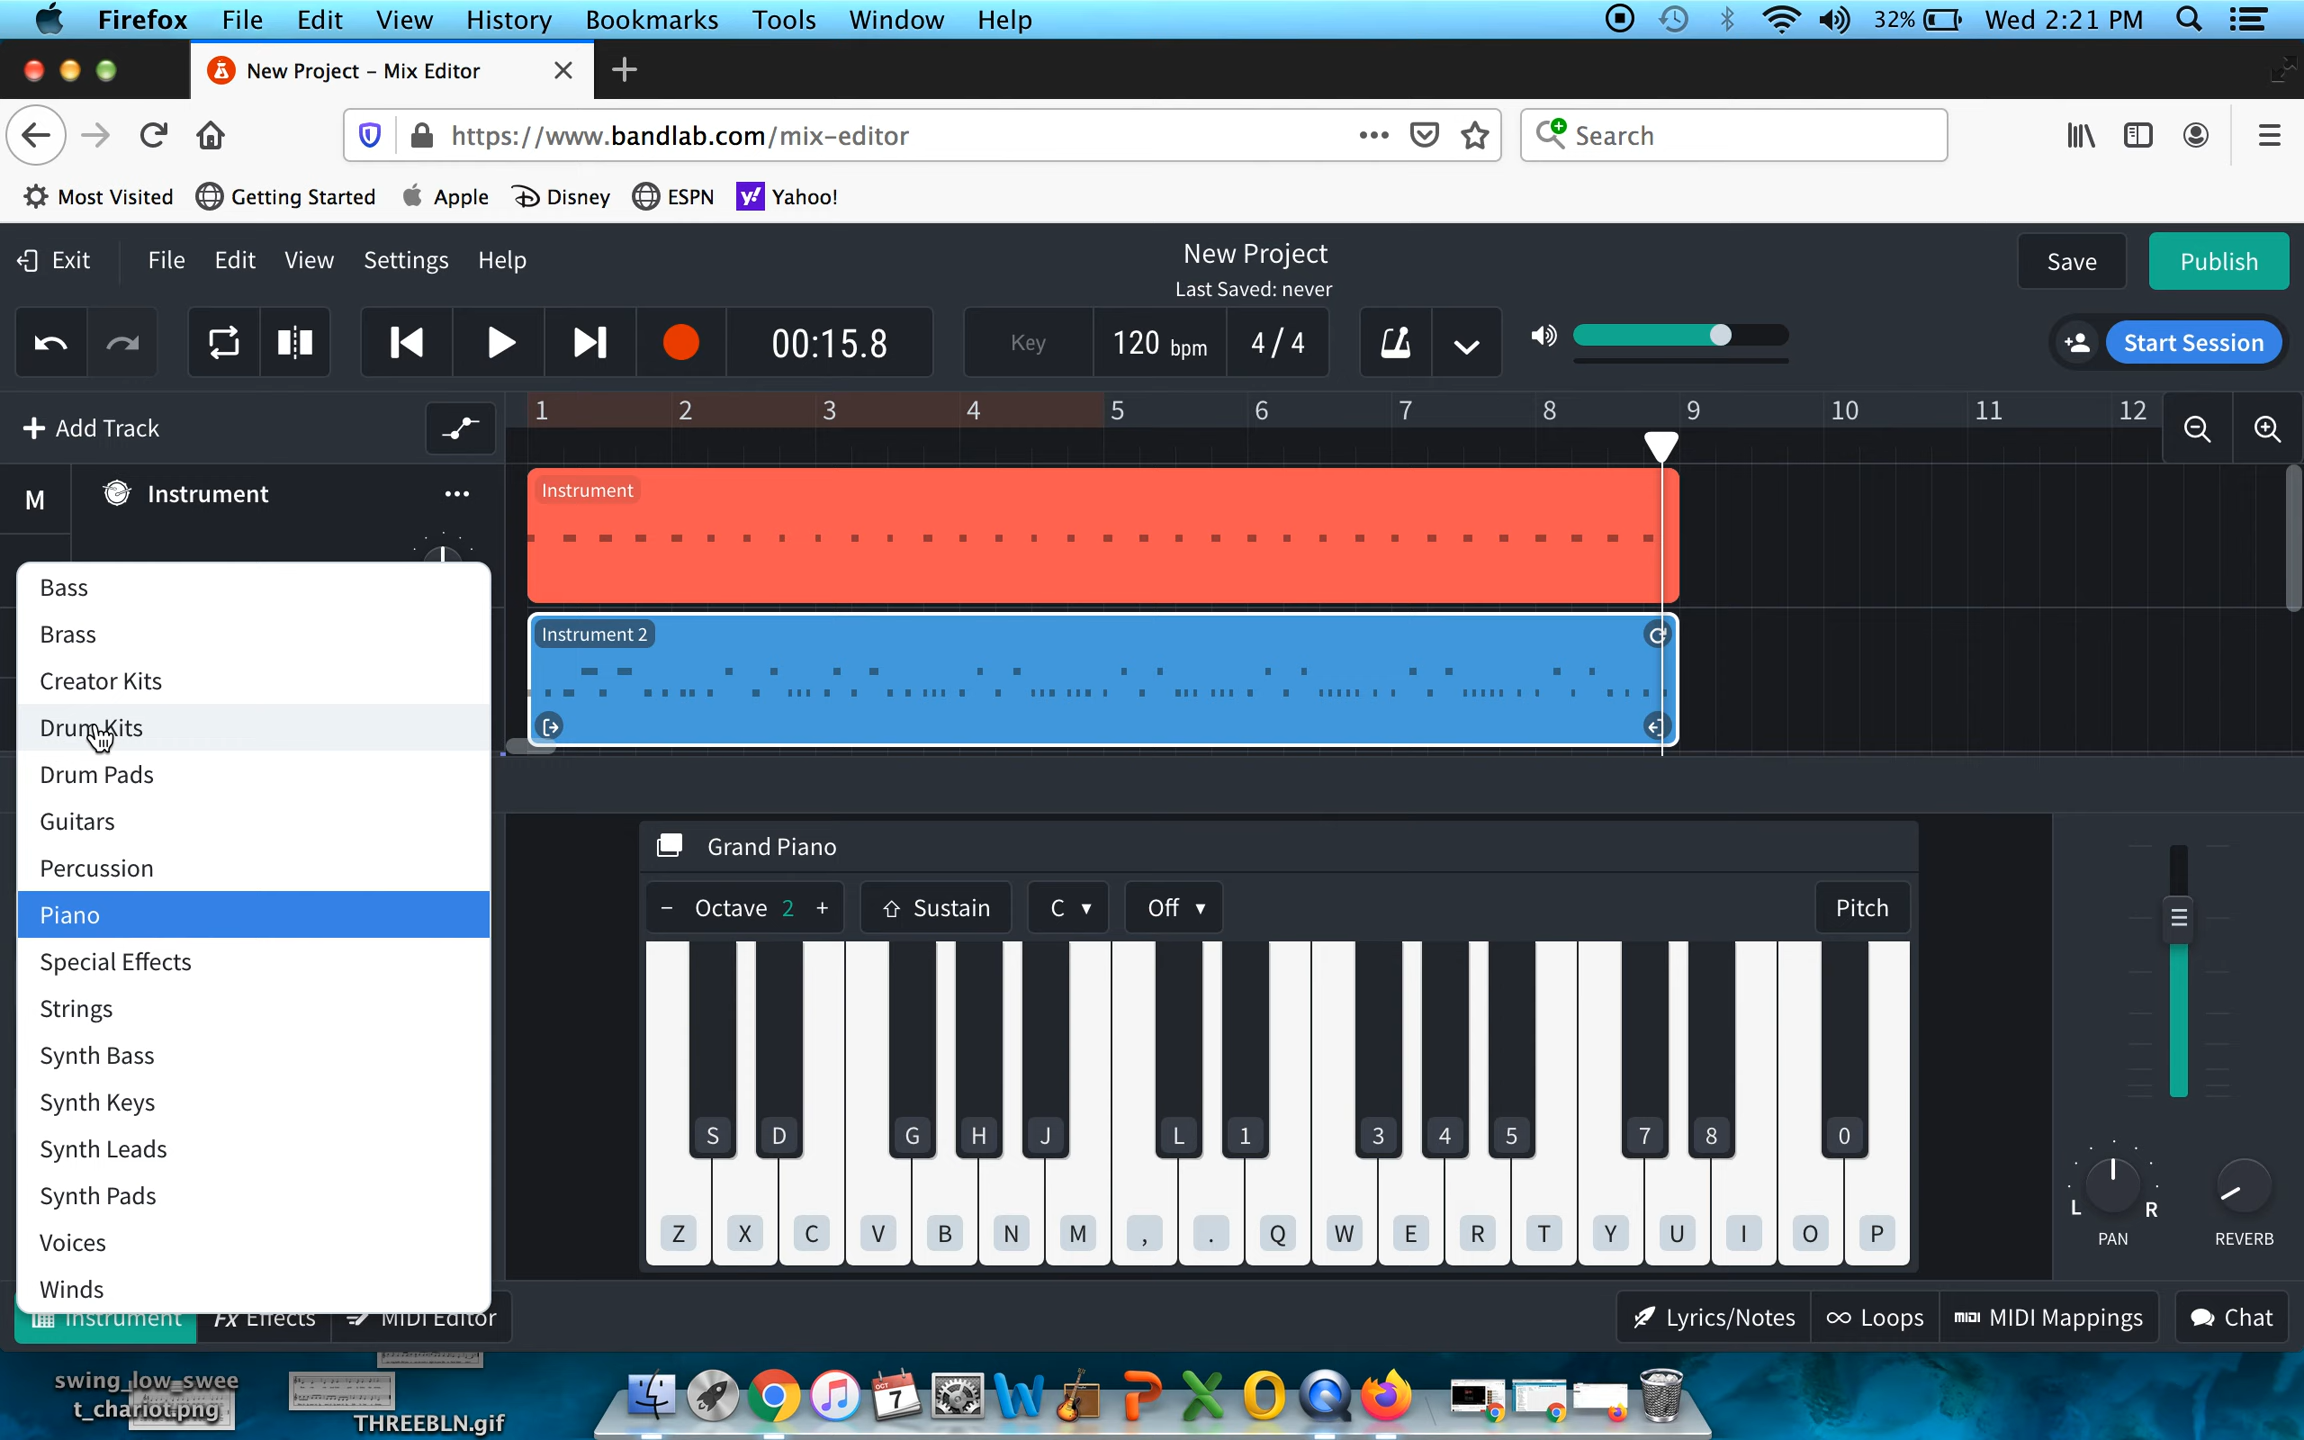 Firefox File Edit View History Bookmarks Tools Window Help 32% Wed 2:21 PM
New Project – Mix Editor
https://www.bandlab.com/mix-editor Search
Most Visited Getting Started Apple Disney ESPN Yahoo!
Exit File Edit View Settings Help New Project Save Publish
Last Saved: never
00:15.8 Key 120 bpm 4/4 Start Session
+ Add Track 1 2 3 4 5 6 7 8 9 10 11 12
M Instrument ... Instrument
Instrument 2
Bass
Brass
Creator Kits
Drum Kits
Drum Pads
Guitars
Percussion
Piano
Special Effects
Strings
Synth Bass
Synth Keys
Synth Leads
Synth Pads
Voices
Winds
Grand Piano
– Octave 2 + Sustain C Off Pitch
S D G H J L 1 3 4 5 7 8 0
Z X C V B N M , . Q W E R T Y U I O P
L R
PAN REVERB
Instrument FX Effects MIDI Editor Lyrics/Notes Loops MIDI MIDI Mappings Chat
swing_low_swee
t_chariot.png
THREEBLN.gif
OCT
7